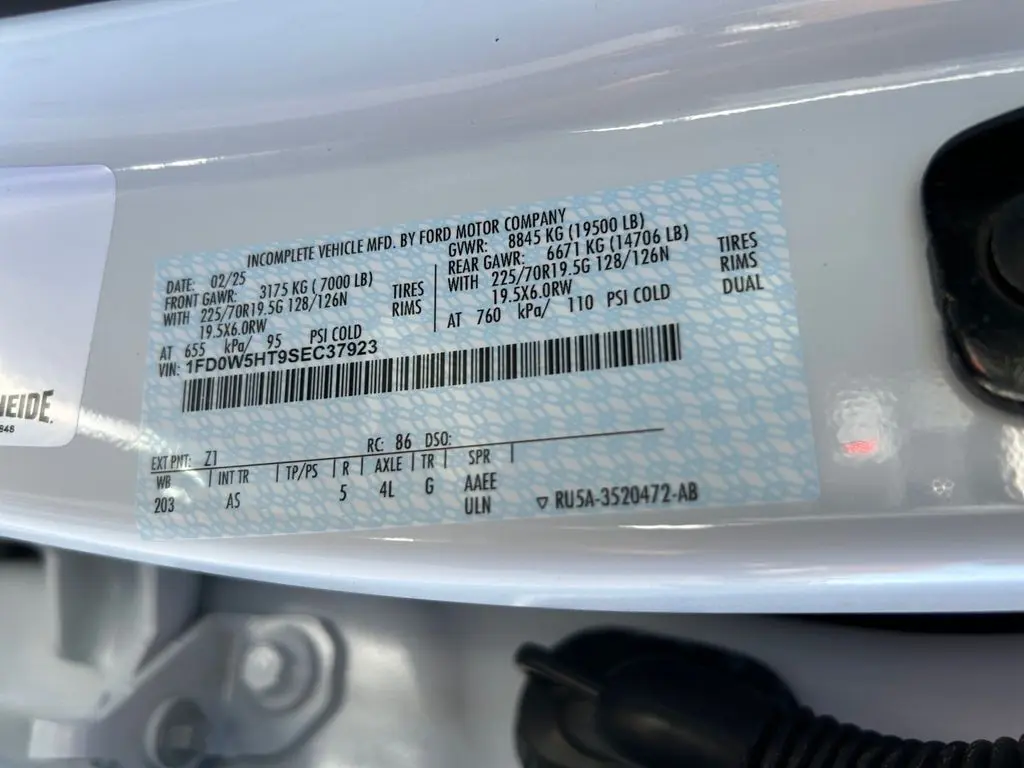 INCOMPLETE VEHICLE MFD. BY FORD MOTOR COMPANY
DATE: 02/25
FRONT GAWR: 3175 KG ( 7000 LB)
WITH 225/70R19.5G 128/126N TIRES
19.5X6.0RW RIMS
AT 655 kPa/ 95 PSI COLD
GVWR: 8845 KG (19500 LB)
REAR GAWR: 6671 KG (14706 LB)
WITH 225/70R19.5G 128/126N TIRES
19.5X6.0RW RIMS
AT 760 kPa/ 110 PSI COLD DUAL
VIN: 1FD0W5HT9SEC37923
EXT PNT: Z1 RC: 86 DSO:
WB INT TR TP/PS R AXLE TR SPR
203 AS 5 4L G AAEE
ULN ▽ RU5A-3520472-AB
EIDE.
848